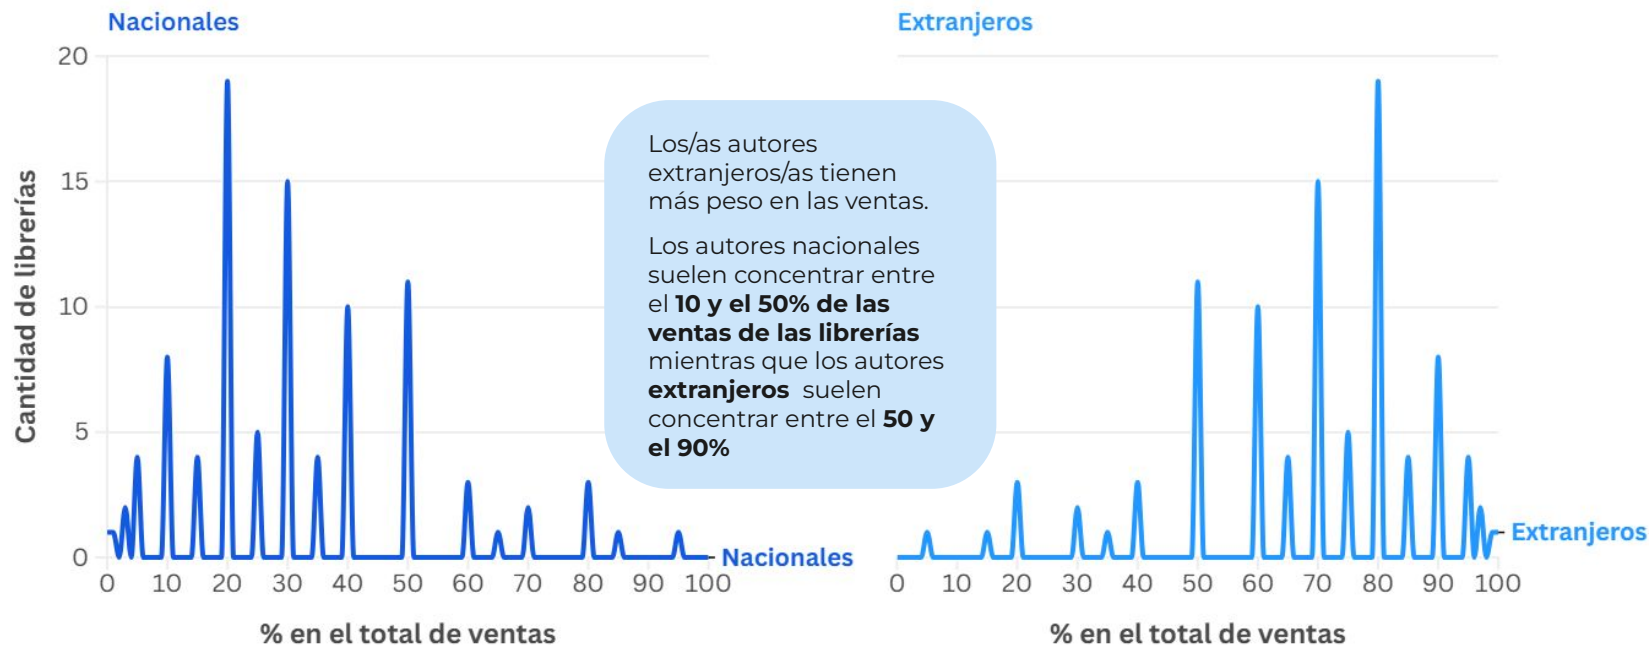 Nacionales
Extranjeros
20
15
10
5
0
Cantidad de librerías
Los/as autores
extranjeros/as tienen
más peso en las ventas.
Los autores nacionales
suelen concentrar entre
el 10 y el 50% de las
ventas de las librerías
mientras que los autores
extranjeros suelen
concentrar entre el 50 y
el 90%
Nacionales
Extranjeros
0 10 20 30 40 50 60 70 80 90 100
0 10 20 30 40 50 60 70 80 90 100
% en el total de ventas
% en el total de ventas